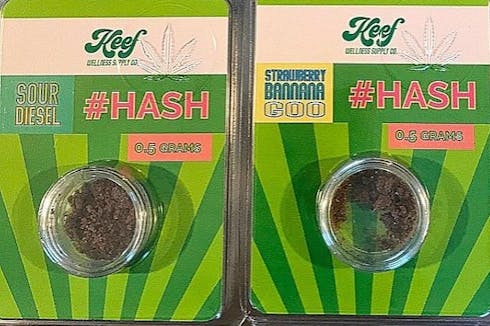 Keef
WELLNESS SUPPLY CO.
SOUR
DIESEL
#HASH
0.5 GRAMS
Keef
WELLNESS SUPPLY CO.
STRAWBERRY
BANNANA
GOO
#HASH
0.5 GRAMS